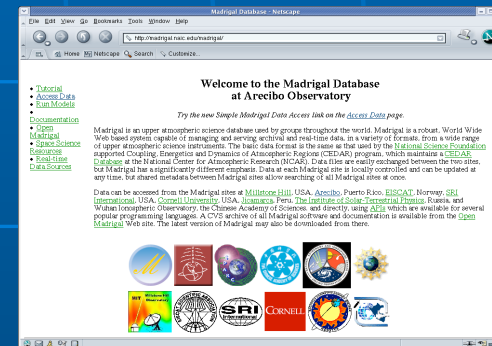 Madrigal Database - Netscape
File Edit View Go Bookmarks Tools Window Help
http://madrigal.naic.edu/madrigal/
Home Netscape Search Customize...
Welcome to the Madrigal Database
at Arecibo Observatory
Try the new Simple Madrigal Data Access link on the Access Data page.
Tutorial
Access Data
Run Models
Documentation
Open
Madrigal
Space Science
Resources
Real-time
Data Sources
Madrigal is an upper atmospheric science database used by groups throughout the world. Madrigal is a robust, World Wide
Web based system capable of managing and serving archival and real-time data, in a variety of formats, from a wide range
of upper atmospheric science instruments. The basic data format is the same as that used by the National Science Foundation
supported Coupling, Energetics and Dynamics of Atmospheric Regions (CEDAR) program, which maintains a CEDAR
Database at the National Center for Atmospheric Research (NCAR). Data files are easily exchanged between the two sites,
but Madrigal has a significantly different emphasis. Data at each Madrigal site is locally controlled and can be updated at
any time, but shared metadata between Madrigal sites allow searching of all Madrigal sites at once.
Data can be accessed from the Madrigal sites at Millstone Hill, USA, Arecibo, Puerto Rico, EISCAT, Norway, SRI
International, USA, Cornell University, USA, Jicamarca, Peru, The Institute of Solar-Terrestrial Physics, Russia, and
Wuhan Ionospheric Observatory, the Chinese Academy of Sciences, and directly, using APIs which are available for several
popular programming languages. A CVS archive of all Madrigal software and documentation is available from the Open
Madrigal Web site. The latest version of Madrigal may also be downloaded from there.
MIT
SRI
International
CORNELL